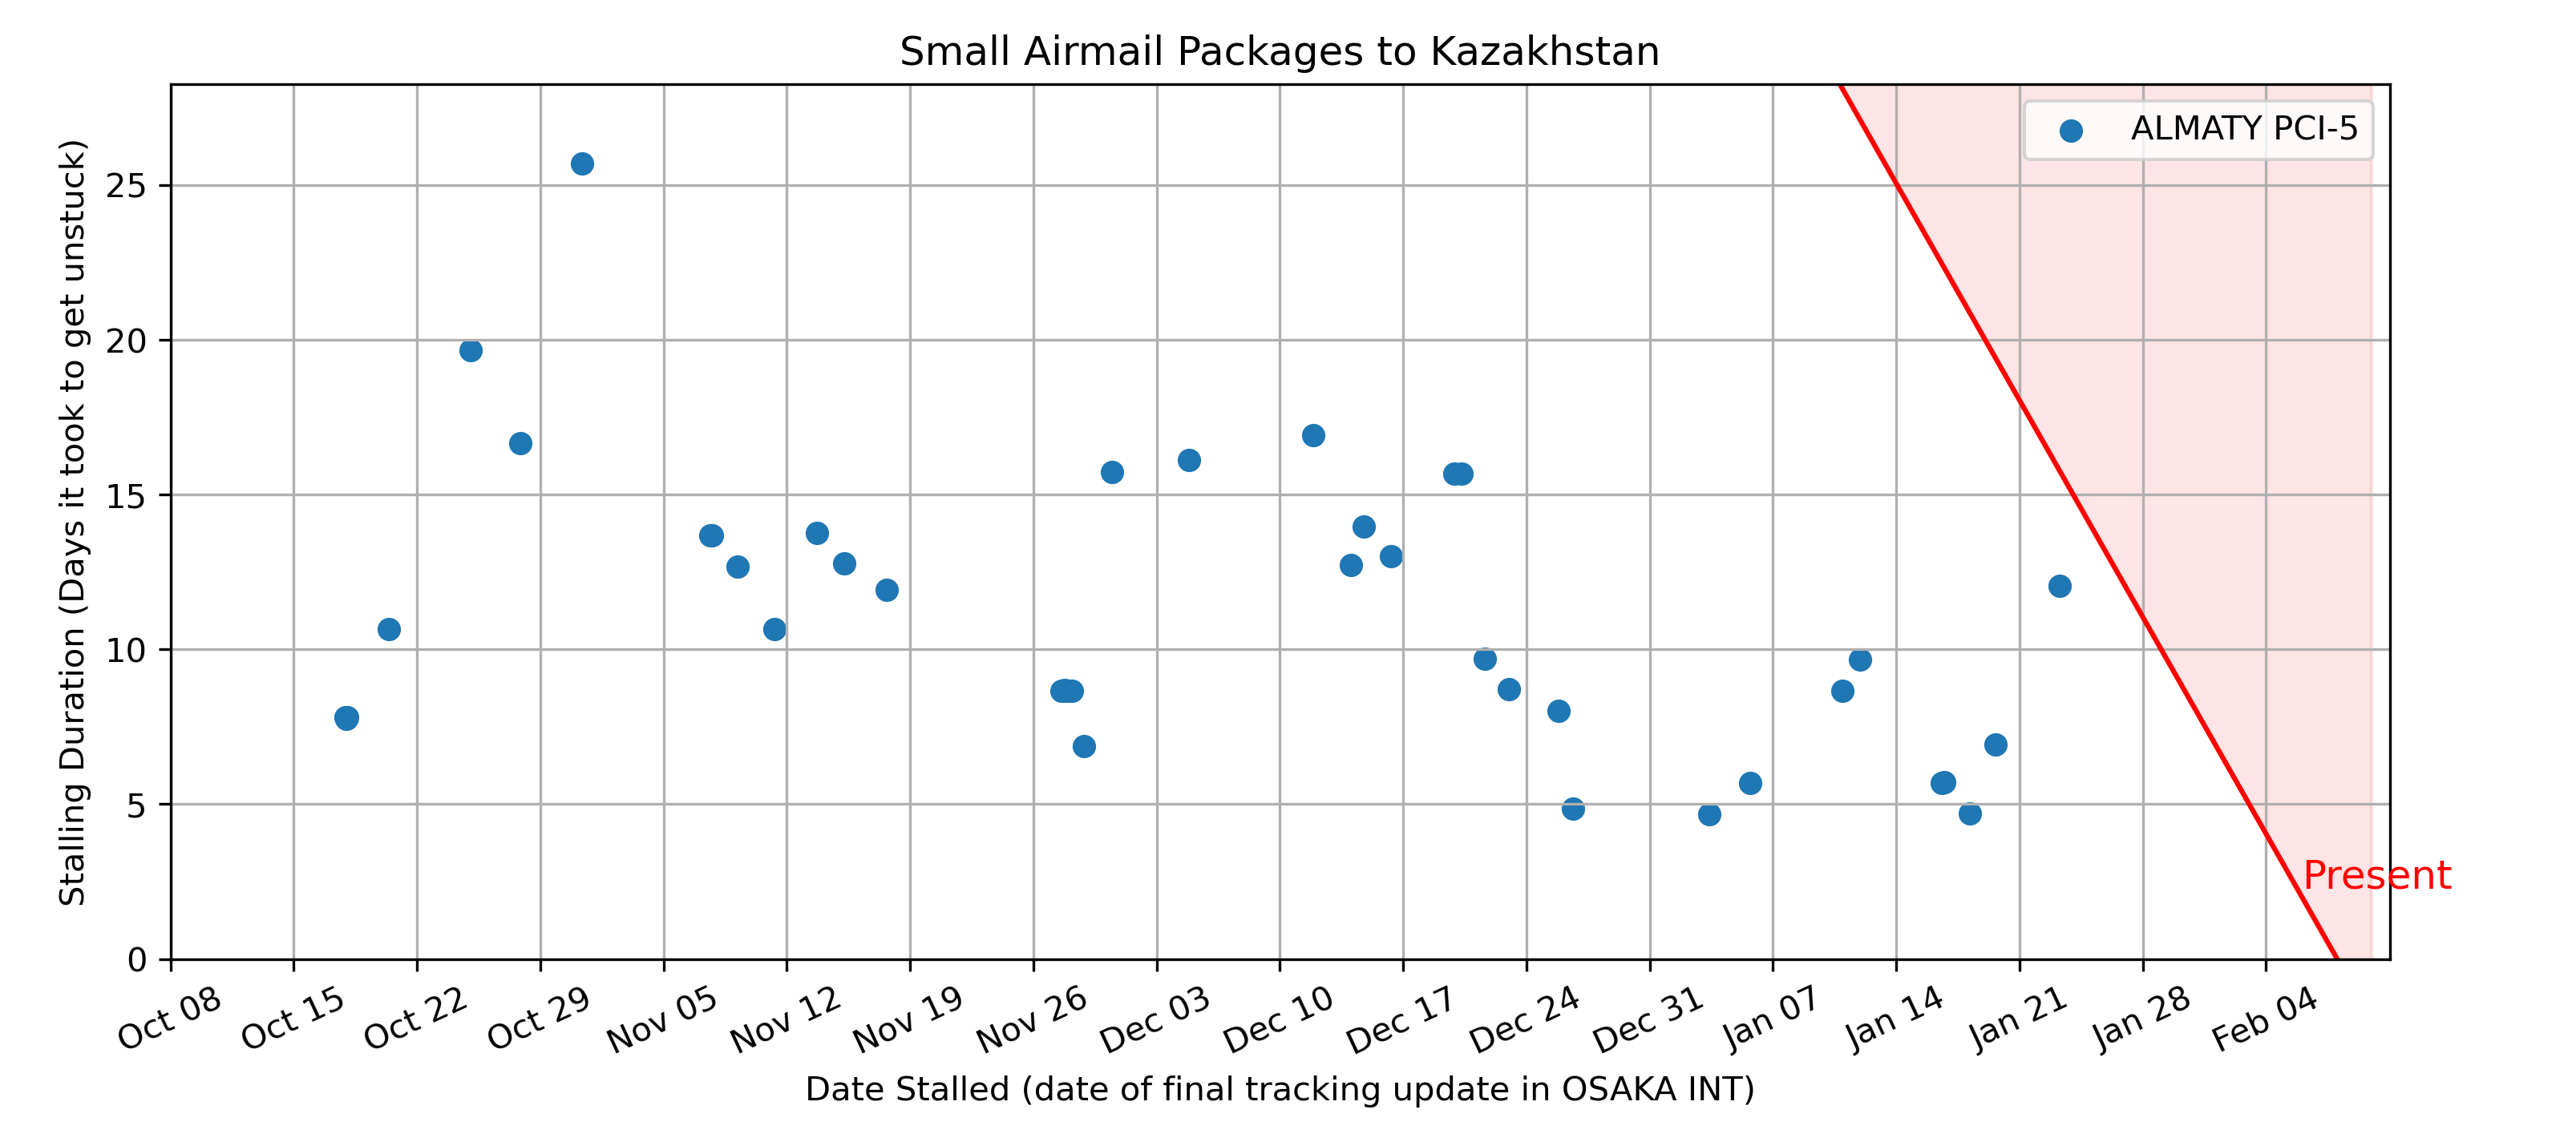 Small Airmail Packages to Kazakhstan
ALMATY PCI-5
Stalling Duration (Days it took to get unstuck)
25
20
15
10
5
0
Present
Oct 08
Oct 15
Oct 22
Oct 29
Nov 05
Nov 12
Nov 19
Nov 26
Dec 03
Dec 10
Dec 17
Dec 24
Dec 31
Jan 07
Jan 14
Jan 21
Jan 28
Feb 04
Date Stalled (date of final tracking update in OSAKA INT)